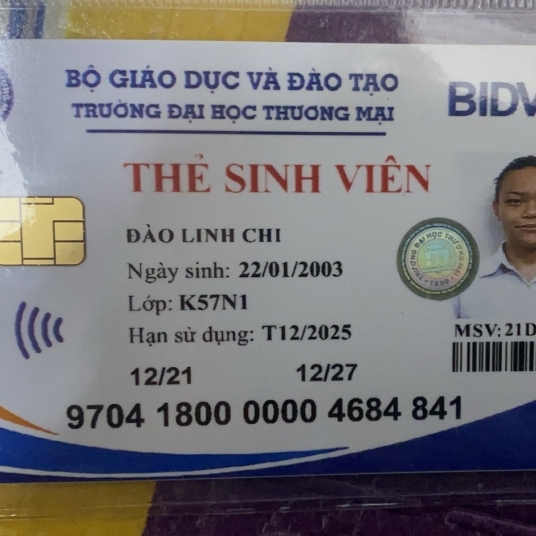 BỘ GIÁO DỤC VÀ ĐÀO TẠO
TRƯỜNG ĐẠI HỌC THƯƠNG MẠI
BIDV
THẺ SINH VIÊN
ĐÀO LINH CHI
Ngày sinh: 22/01/2003
Lớp: K57N1
Hạn sử dụng: T12/2025
MSV: 21D
12/21 12/27
9704 1800 0000 4684 841